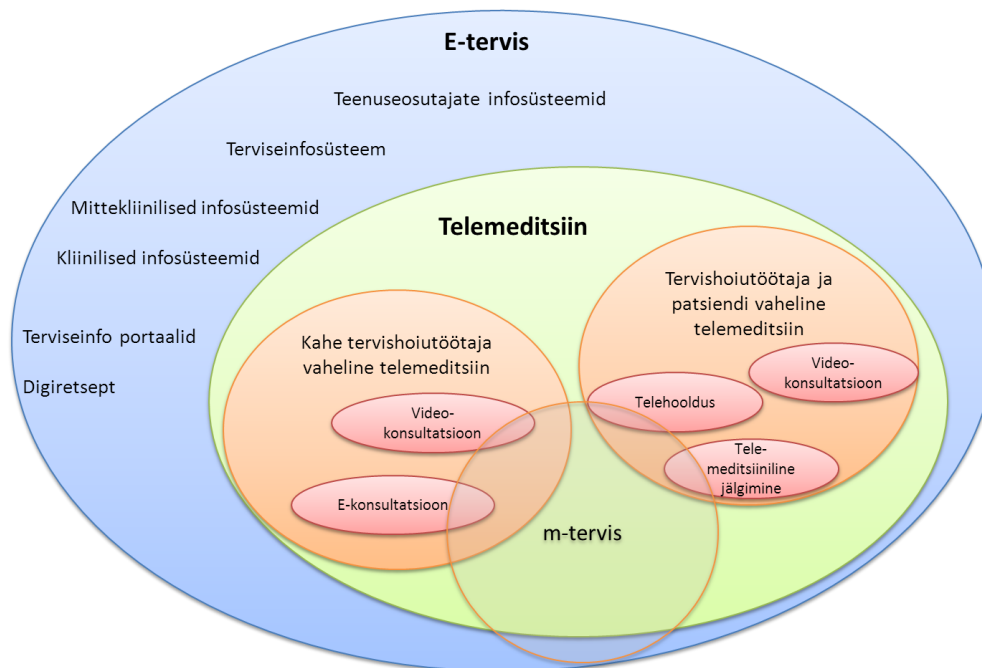 E-tervis
Teenuseosutajate infosüsteemid
Terviseinfosüsteem
Mittekliinilised infosüsteemid
Kliinilised infosüsteemid
Terviseinfo portaalid
Digiretsept
Telemeditsiin
Kahe tervishoiutöötaja
vaheline telemeditsiin
Video-
konsultatsioon
E-konsultatsioon
Tervishoiutöötaja ja
patsiendi vaheline
telemeditsiin
Video-
konsultatsioon
Telehooldus
Tele-
meditsiiniline
jälgimine
m-tervis